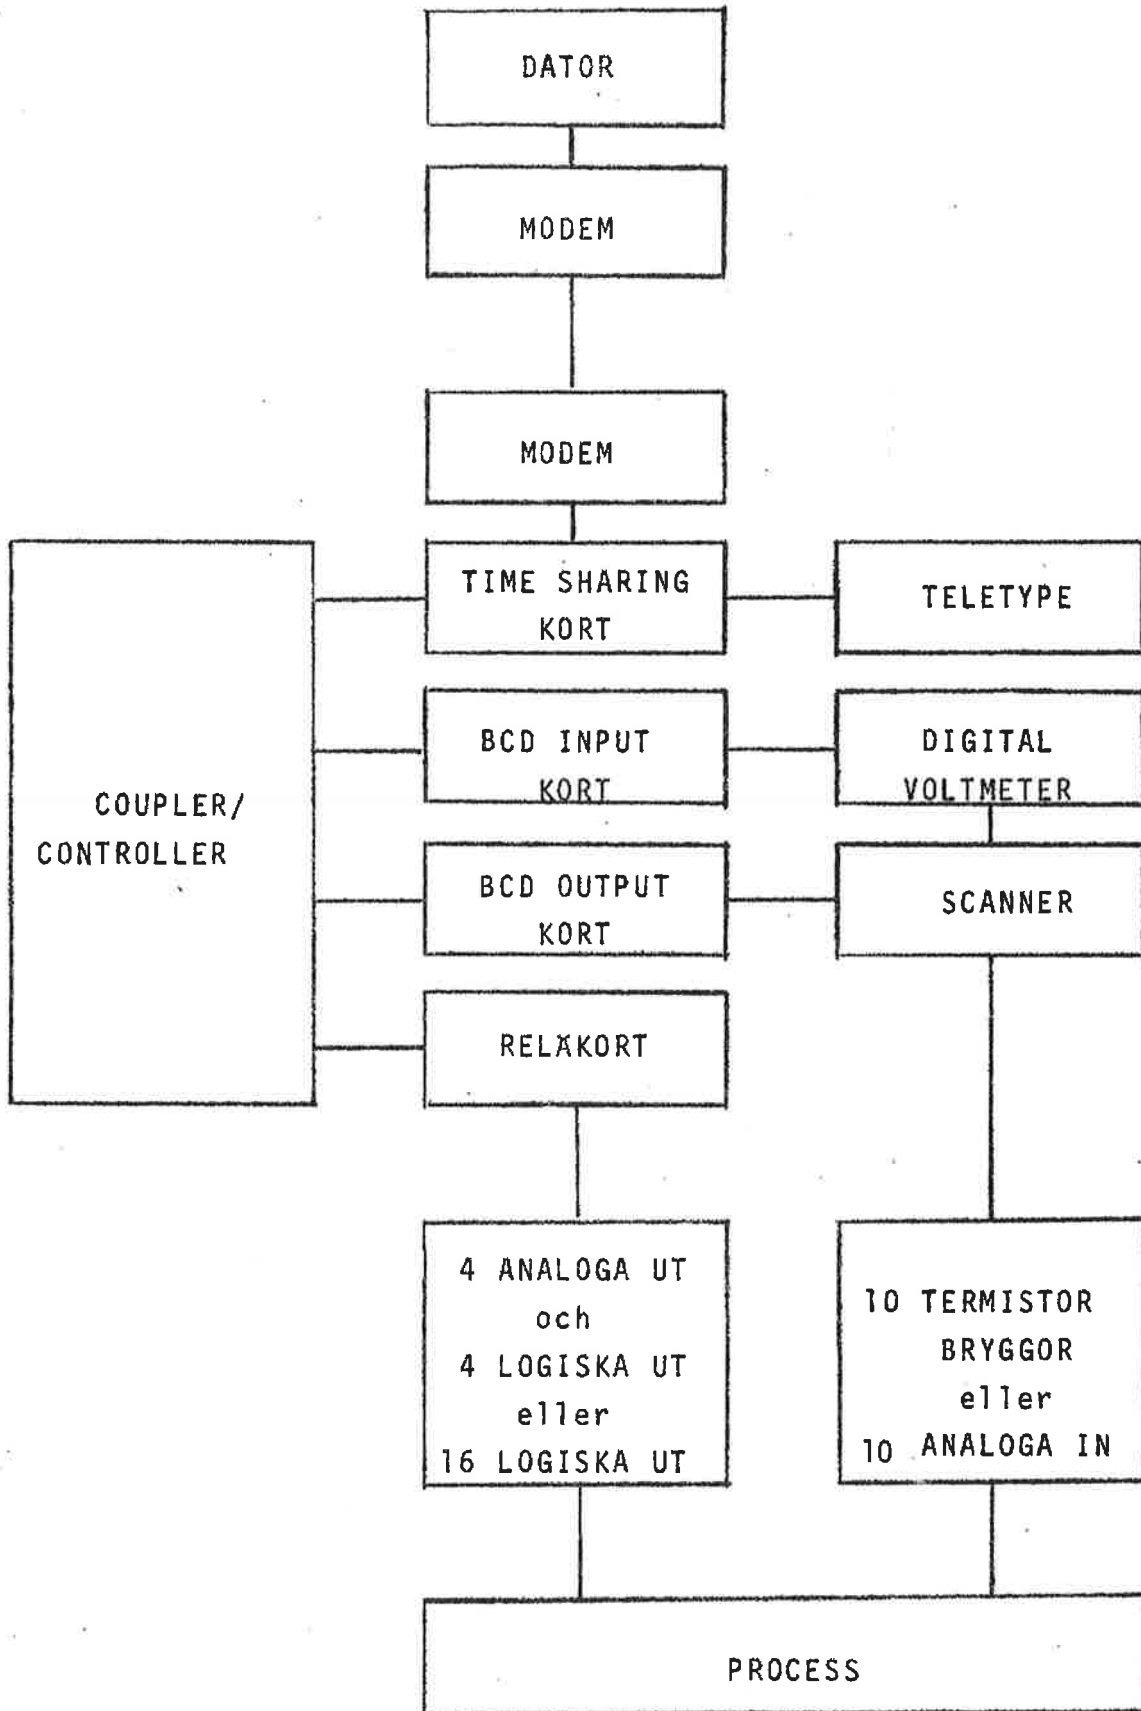 DATOR
MODEM
MODEM
TIME SHARING
KORT
TELETYPE
COUPLER/
CONTROLLER
BCD INPUT
KORT
DIGITAL
VOLTMETER
BCD OUTPUT
KORT
SCANNER
RELÄKORT
4 ANALOGA UT
och
4 LOGISKA UT
eller
16 LOGISKA UT
10 TERMISTOR
BRYGGOR
eller
10 ANALOGA IN
PROCESS